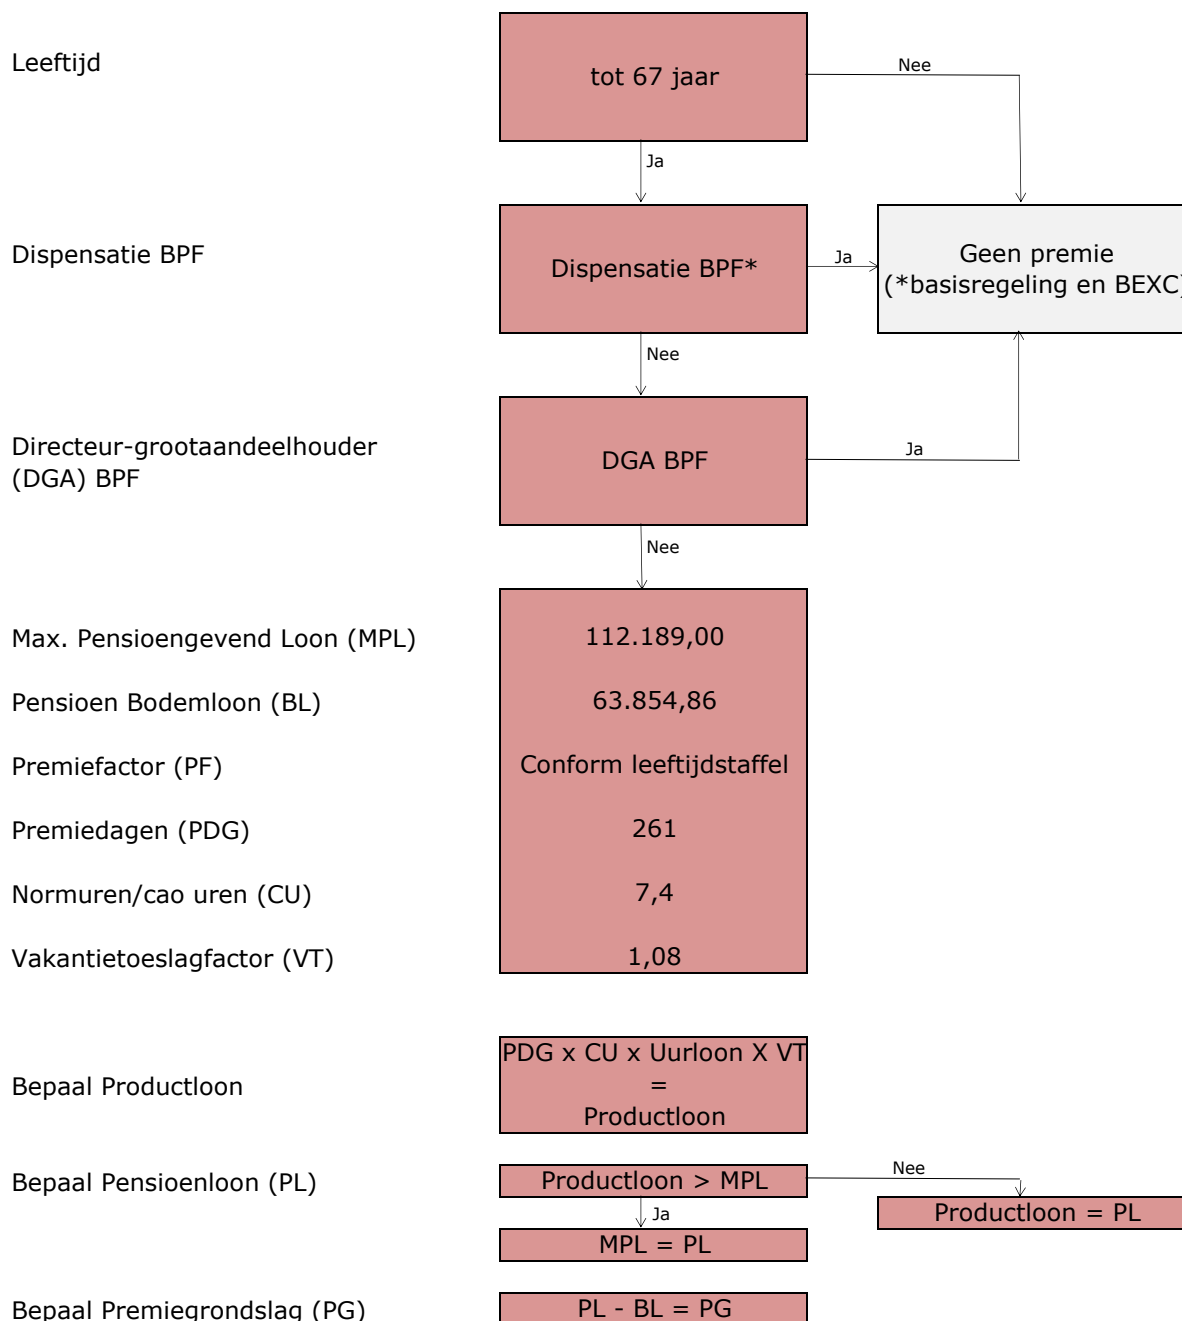 Leeftijd
tot 67 jaar
Nee
Ja
Dispensatie BPF
Dispensatie BPF*
Ja
Geen premie
(*basisregeling en BEXC)
Nee
Directeur-grootaandeelhouder
(DGA) BPF
DGA BPF
Ja
Nee
Max. Pensioengevend Loon (MPL)
112.189,00
Pensioen Bodemloon (BL)
63.854,86
Premiefactor (PF)
Conform leeftijdstaffel
Premiedagen (PDG)
261
Normuren/cao uren (CU)
7,4
Vakantietoeslagfactor (VT)
1,08
Bepaal Productloon
PDG x CU x Uurloon X VT
=
Productloon
Bepaal Pensioenloon (PL)
Productloon > MPL
Nee
Productloon = PL
Ja
MPL = PL
Bepaal Premiegrondslag (PG)
PL - BL = PG